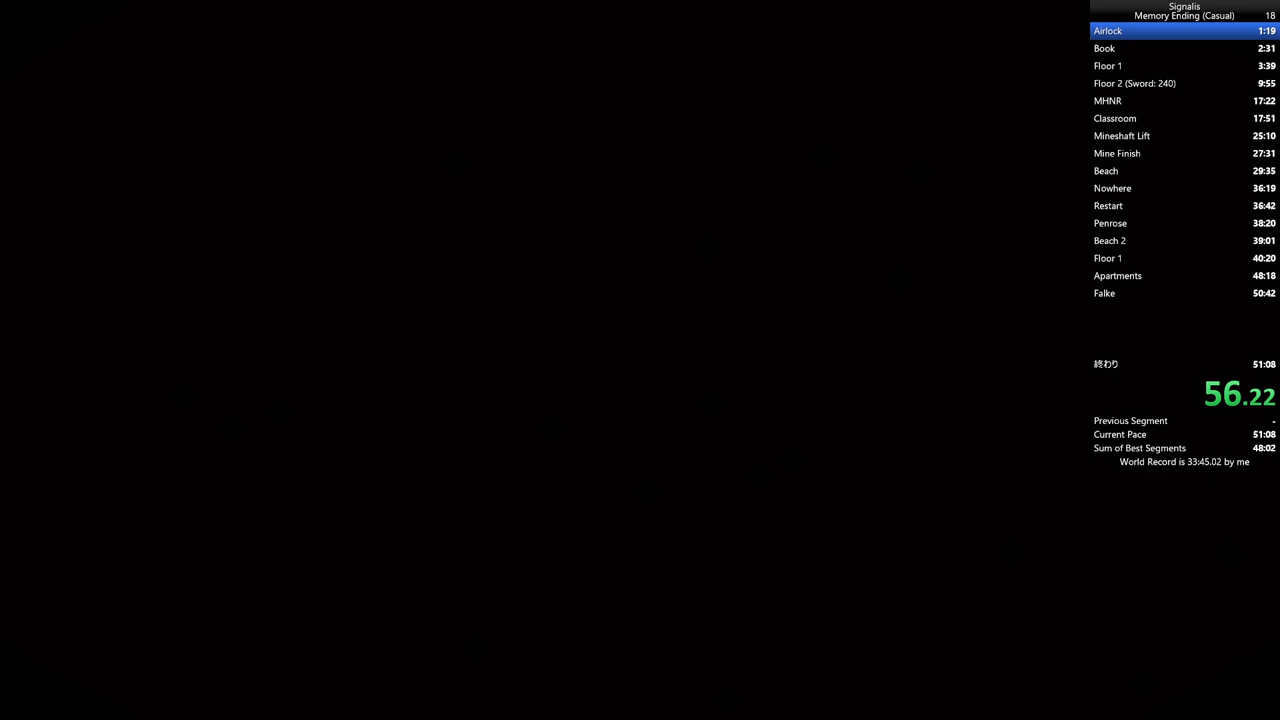 Signalis
Memory Ending (Casual) 18
Airlock 1:19
Book 2:31
Floor 1 3:39
Floor 2 (Sword: 240) 9:55
MHNR 17:22
Classroom 17:51
Mineshaft Lift 25:10
Mine Finish 27:31
Beach 29:35
Nowhere 36:19
Restart 36:42
Penrose 38:20
Beach 2 39:01
Floor 1 40:20
Apartments 48:18
Falke 50:42
終わり 51:08
56.22
Previous Segment -
Current Pace 51:08
Sum of Best Segments 48:02
World Record is 33:45.02 by me